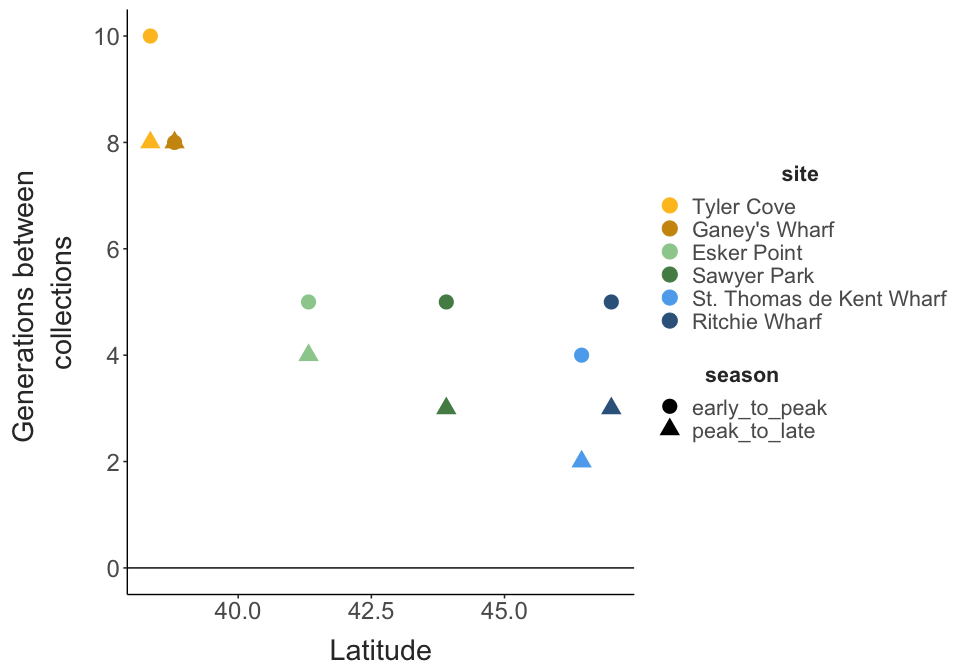 Generations between
collections
10
8
6
4
2
0
40.0
42.5
45.0
Latitude
site
Tyler Cove
Ganey's Wharf
Esker Point
Sawyer Park
St. Thomas de Kent Wharf
Ritchie Wharf
season
early_to_peak
peak_to_late